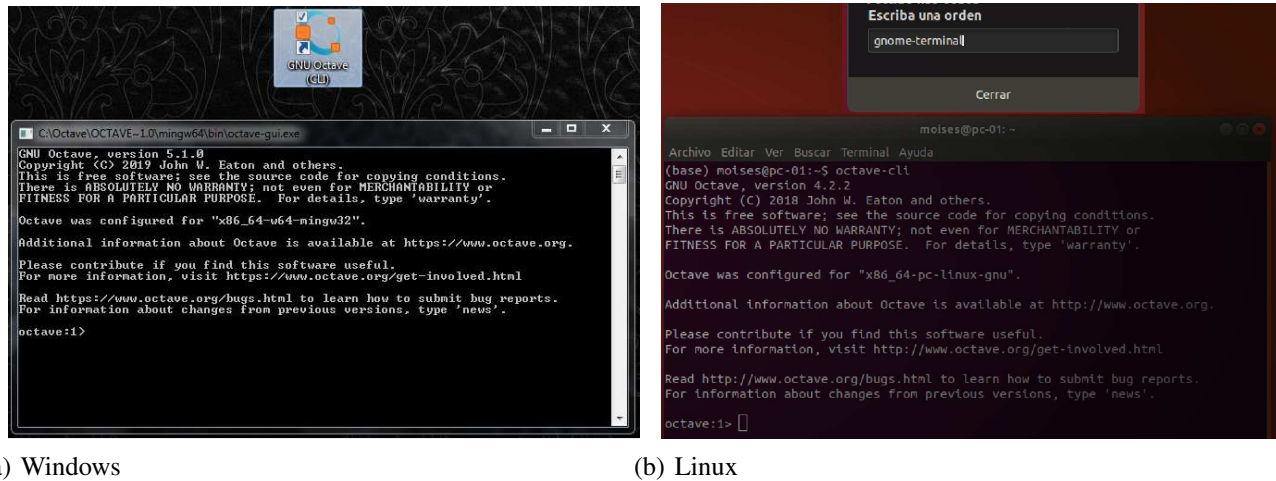 GNU Octave
(CLI)
C:\Octave\OCTAVE~1.0\mingw64\bin\octave-gui.exe
GNU Octave, version 5.1.0
Copyright (C) 2019 John W. Eaton and others.
This is free software; see the source code for copying conditions.
There is ABSOLUTELY NO WARRANTY; not even for MERCHANTABILITY or
FITNESS FOR A PARTICULAR PURPOSE.  For details, type 'warranty'.
Octave was configured for "x86_64-w64-mingw32".
Additional information about Octave is available at https://www.octave.org.
Please contribute if you find this software useful.
For more information, visit https://www.octave.org/get-involved.html
Read https://www.octave.org/bugs.html to learn how to submit bug reports.
For information about changes from previous versions, type 'news'.
octave:1>
) Windows
Escriba una orden
gnome-terminal
Cerrar
moises@pc-01: ~
Archivo Editar Ver Buscar Terminal Ayuda
(base) moises@pc-01:~$ octave-cli
GNU Octave, version 4.2.2
Copyright (C) 2018 John W. Eaton and others.
This is free software; see the source code for copying conditions.
There is ABSOLUTELY NO WARRANTY; not even for MERCHANTABILITY or
FITNESS FOR A PARTICULAR PURPOSE.  For details, type 'warranty'.
Octave was configured for "x86_64-pc-linux-gnu".
Additional information about Octave is available at http://www.octave.org.
Please contribute if you find this software useful.
For more information, visit http://www.octave.org/get-involved.html
Read http://www.octave.org/bugs.html to learn how to submit bug reports.
For information about changes from previous versions, type 'news'.
octave:1>
(b) Linux